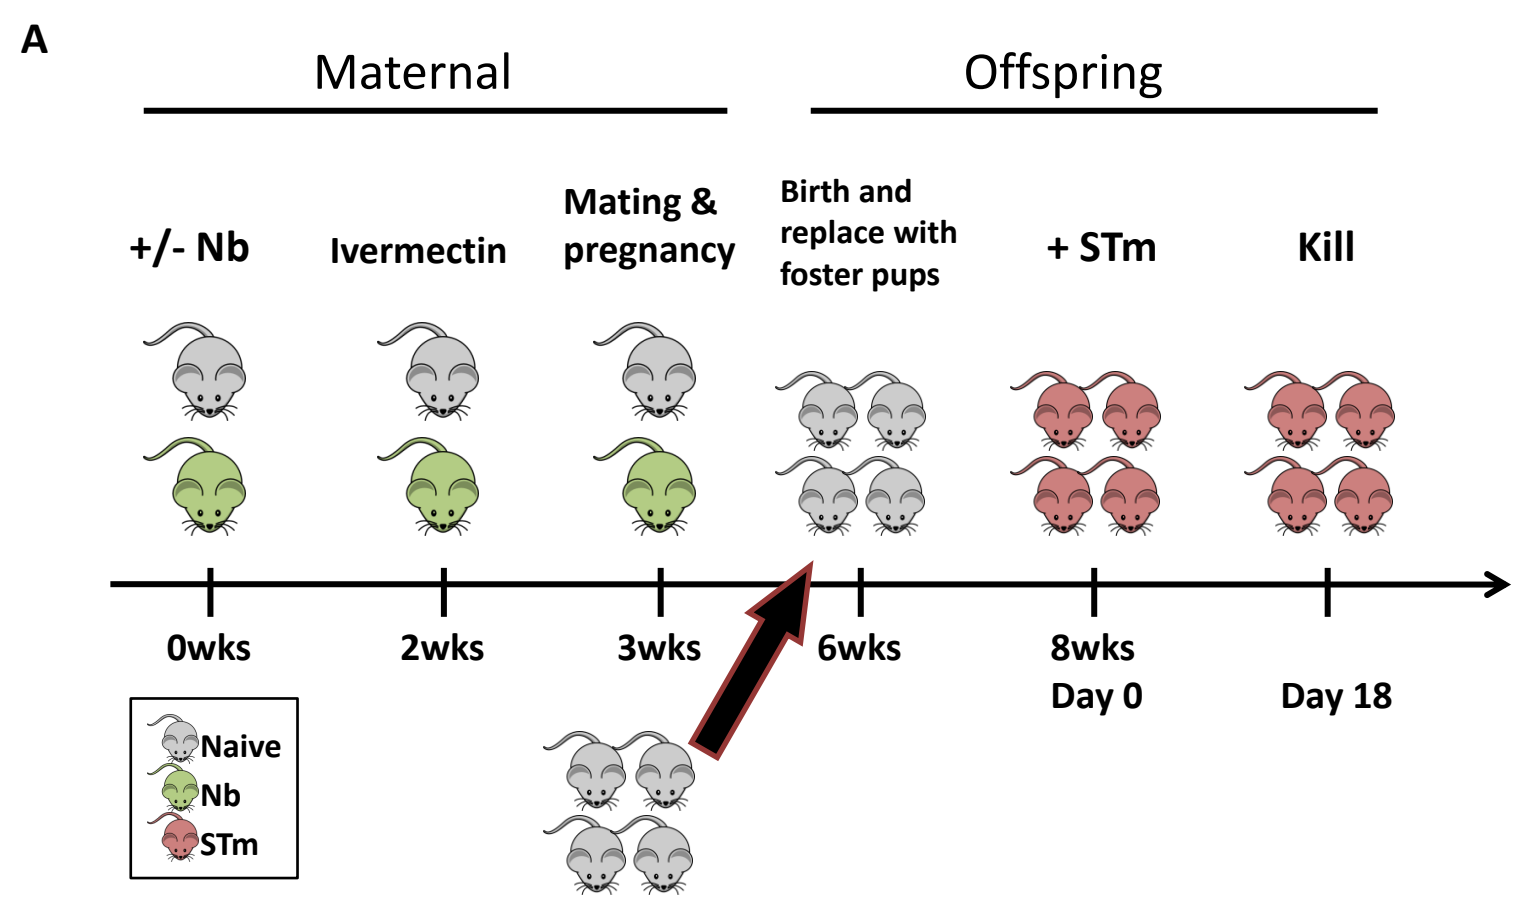 A
Maternal
Offspring
+/- Nb
Ivermectin
Mating &
pregnancy
Birth and
replace with
foster pups
+ STm
Kill
0wks
2wks
3wks
6wks
8wks
Day 0
Day 18
Naive
Nb
STm